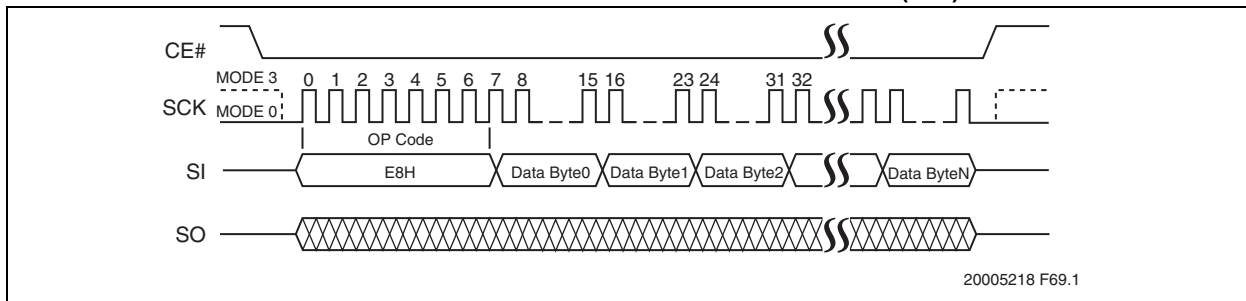 CE#
MODE 3
0 1 2 3 4 5 6 7 8 15 16 23 24 31 32
SCK
MODE 0
OP Code
SI
E8H
Data Byte0
Data Byte1
Data Byte2
Data ByteN
SO
20005218 F69.1